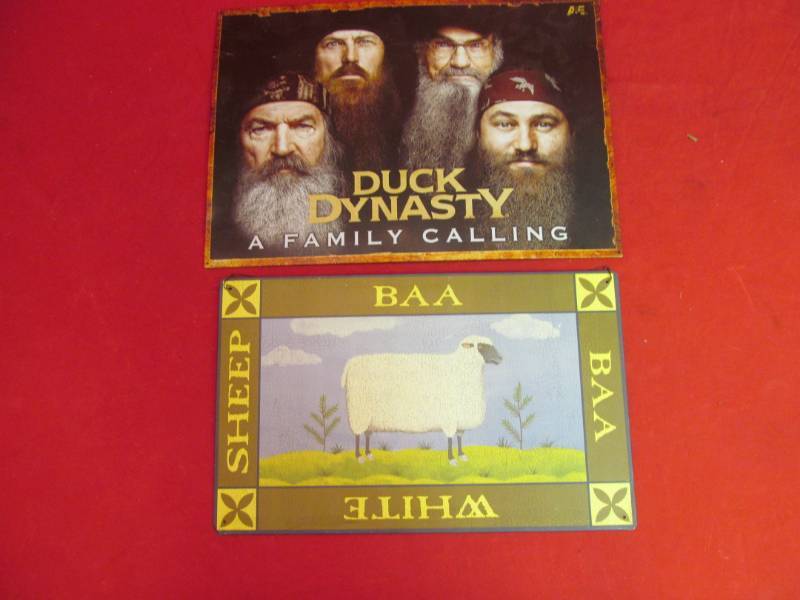 A&E
DUCK
DYNASTY
A FAMILY CALLING
BAA
BAA
WHITE
SHEEP